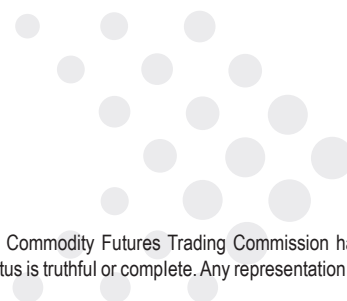 Commodity Futures Trading Commission ha
tus is truthful or complete. Any representation